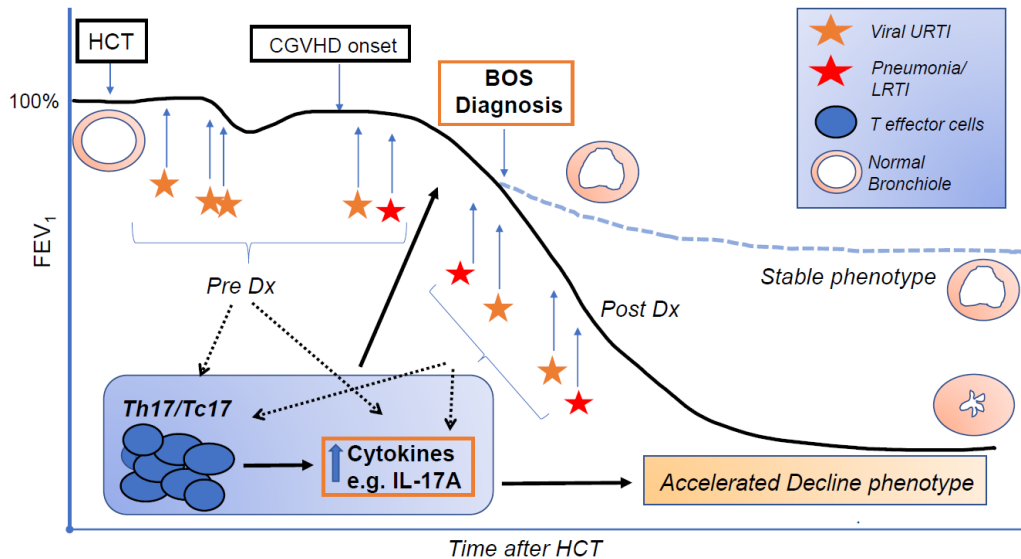 HCT
CGVHD onset
BOS
Diagnosis
Viral URTI
Pneumonia/
LRTI
T effector cells
Normal
Bronchiole
100%
FEV₁
Pre Dx
Stable phenotype
Post Dx
Th17/Tc17
Cytokines
e.g. IL-17A
Accelerated Decline phenotype
Time after HCT